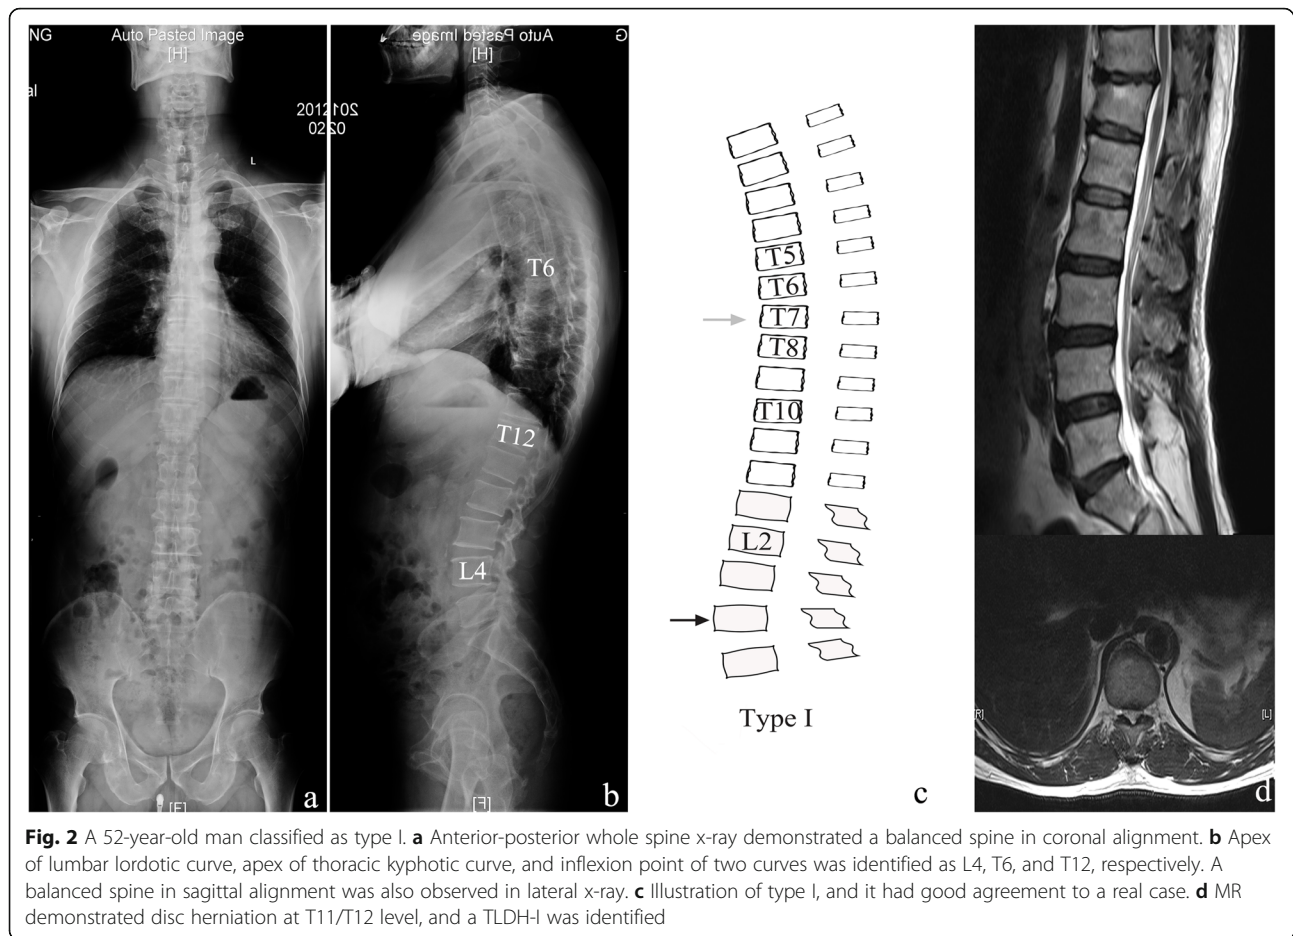 NG
Auto Pasted Image
[H]
al
L
[F]
a
Auto Pasted Image
G
[H]
20121202
0220
T6
T12
L4
[F]
b
T5
T6
T7
T8
T10
L2
Type I
c
[R]
[L]
d
Fig. 2 A 52-year-old man classified as type I. a Anterior-posterior whole spine x-ray demonstrated a balanced spine in coronal alignment. b Apex
of lumbar lordotic curve, apex of thoracic kyphotic curve, and inflexion point of two curves was identified as L4, T6, and T12, respectively. A
balanced spine in sagittal alignment was also observed in lateral x-ray. c Illustration of type I, and it had good agreement to a real case. d MR
demonstrated disc herniation at T11/T12 level, and a TLDH-I was identified